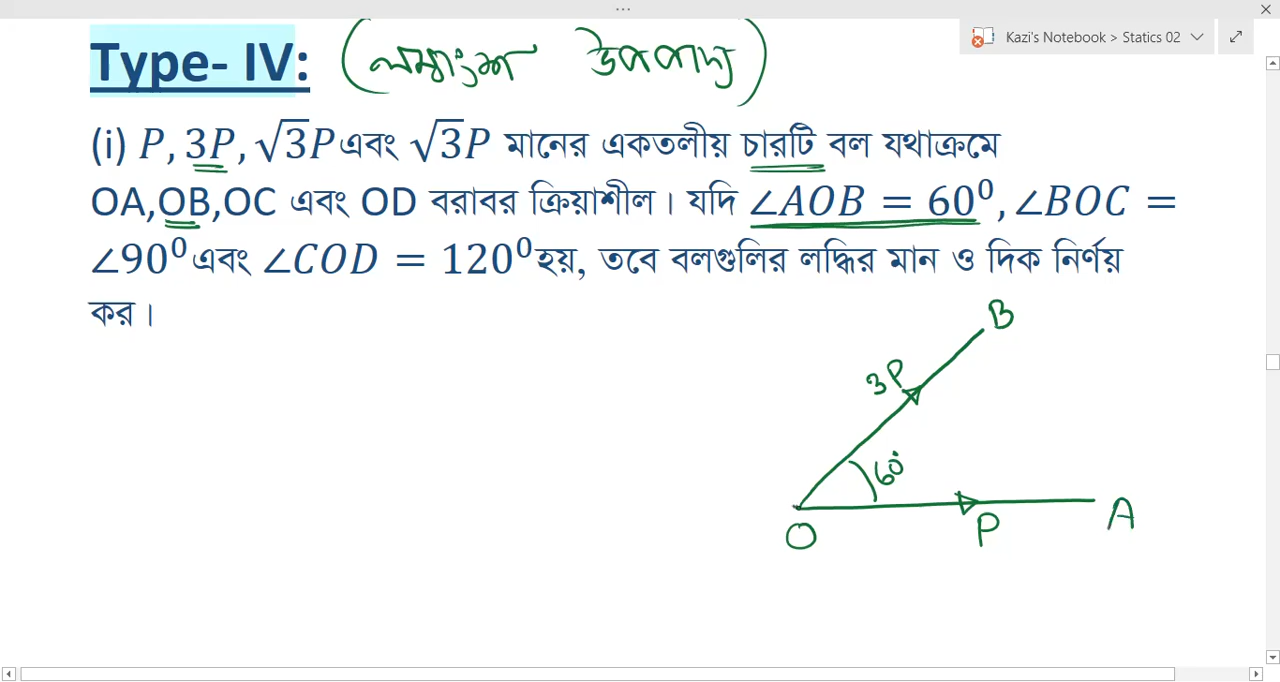 Kazi's Notebook > Statics 02
Type- IV: (লম্বাংশ উপপাদ্য)
(i) P, 3P, √3P এবং √3P মানের একতলীয় চারটি বল যথাক্রমে
OA,OB,OC এবং OD বরাবর ক্রিয়াশীল। যদি ∠AOB = 60⁰, ∠BOC =
∠90⁰ এবং ∠COD = 120⁰ হয়, তবে বলগুলির লদ্ধির মান ও দিক নির্ণয়
কর।
B
3P
60°
A
P
O